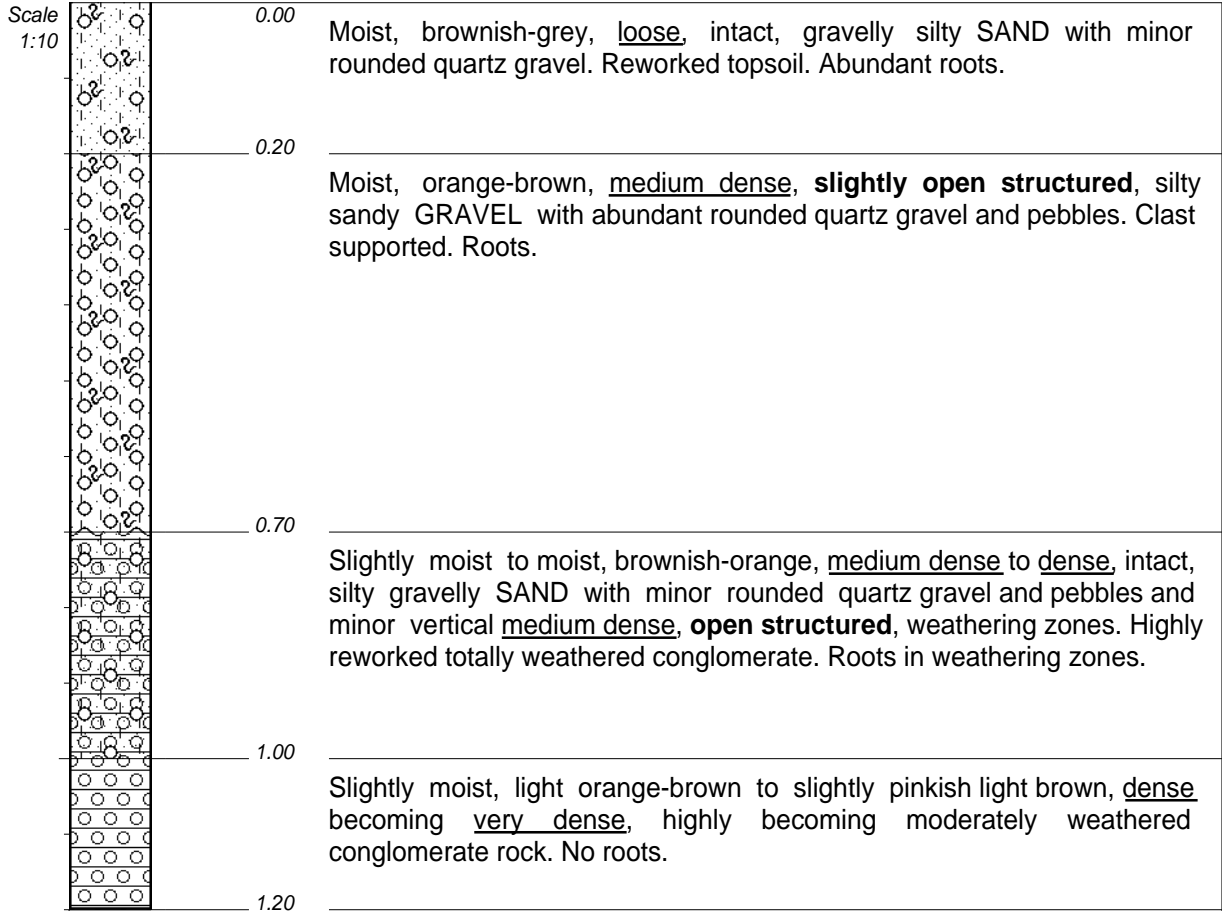 Scale
1:10
0.00
Moist, brownish-grey, loose, intact, gravelly silty SAND with minor
rounded quartz gravel. Reworked topsoil. Abundant roots.
0.20
Moist, orange-brown, medium dense, slightly open structured, silty
sandy GRAVEL with abundant rounded quartz gravel and pebbles. Clast
supported. Roots.
0.70
Slightly moist to moist, brownish-orange, medium dense to dense, intact,
silty gravelly SAND with minor rounded quartz gravel and pebbles and
minor vertical medium dense, open structured, weathering zones. Highly
reworked totally weathered conglomerate. Roots in weathering zones.
1.00
Slightly moist, light orange-brown to slightly pinkish light brown, dense
becoming very dense, highly becoming moderately weathered
conglomerate rock. No roots.
1.20